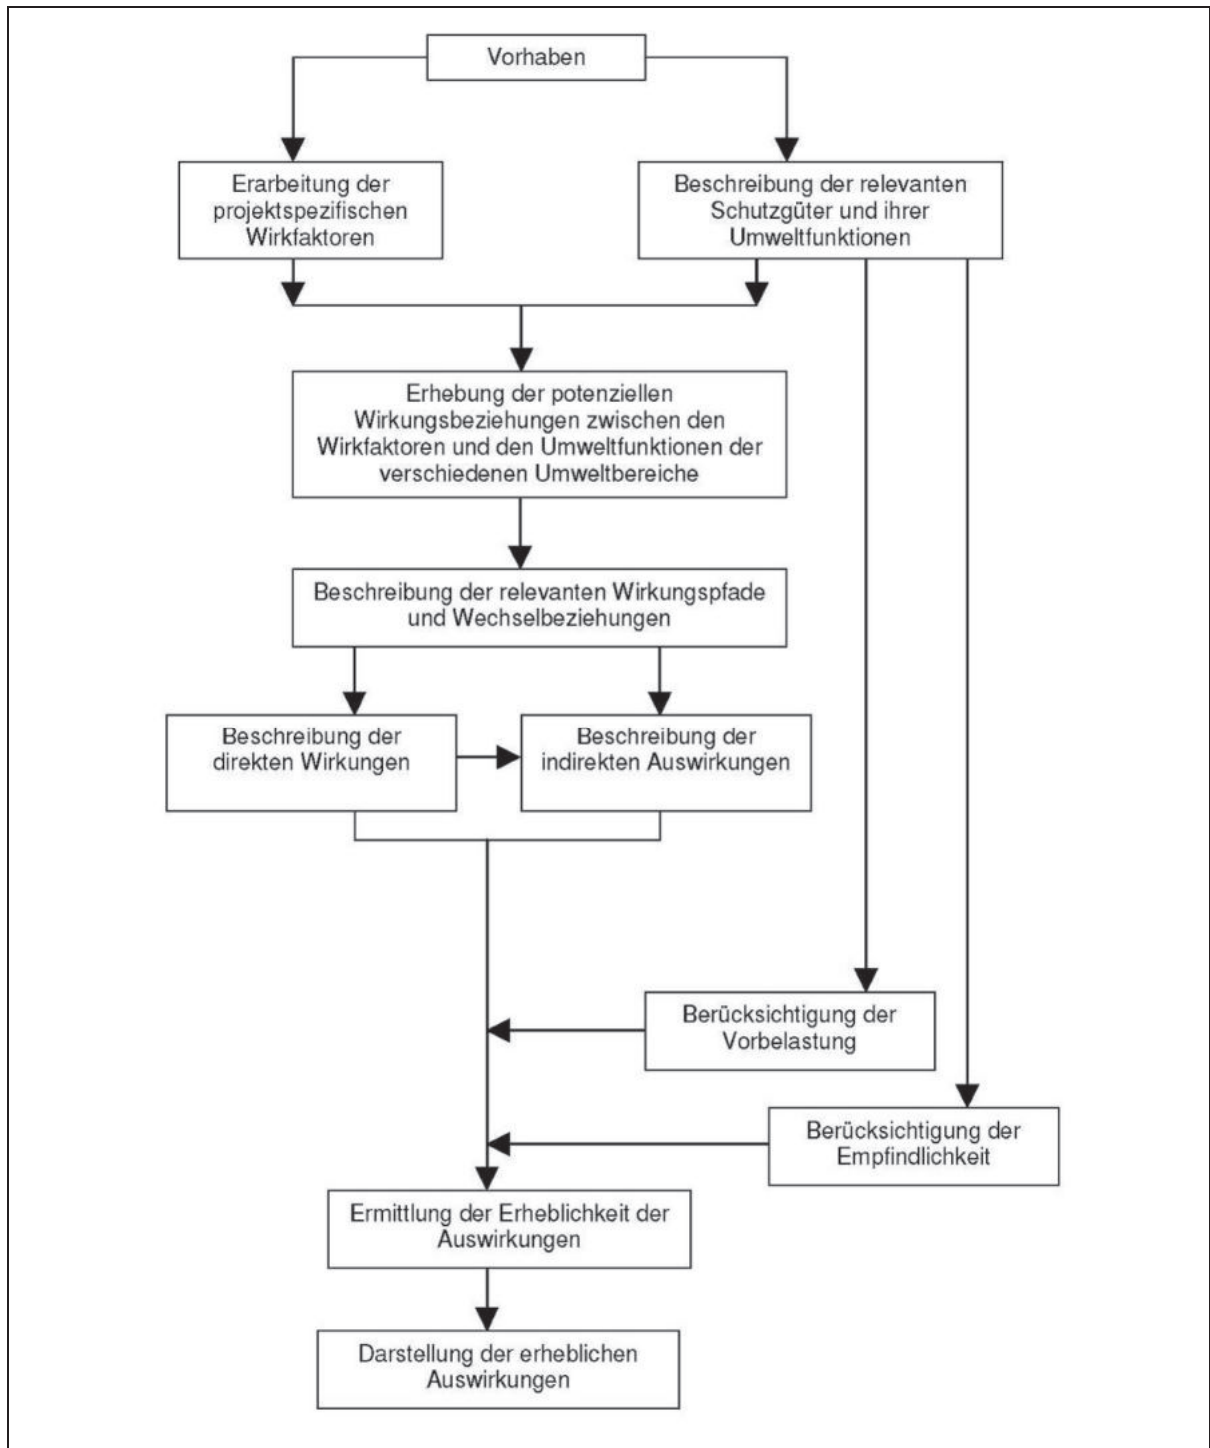 Vorhaben
Erarbeitung der
projektspezifischen
Wirkfaktoren
Beschreibung der relevanten
Schutzgüter und ihrer
Umweltfunktionen
Erhebung der potenziellen
Wirkungsbeziehungen zwischen den
Wirkfaktoren und den Umweltfunktionen der
verschiedenen Umweltbereiche
Beschreibung der relevanten Wirkungspfade
und Wechselbeziehungen
Beschreibung der
direkten Wirkungen
Beschreibung der
indirekten Auswirkungen
Berücksichtigung der
Vorbelastung
Berücksichtigung der
Empfindlichkeit
Ermittlung der Erheblichkeit der
Auswirkungen
Darstellung der erheblichen
Auswirkungen